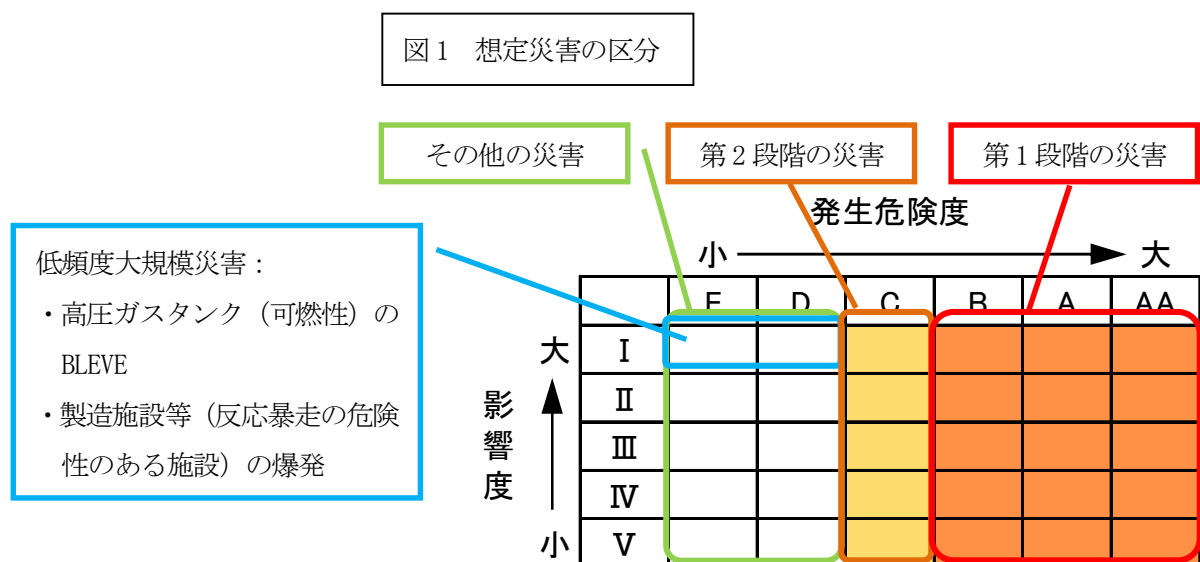 図1 想定災害の区分
その他の災害
第2段階の災害
第1段階の災害
発生危険度
小
大
低頻度大規模災害：
・高圧ガスタンク（可燃性）の
BLEVE
・製造施設等（反応暴走の危険
性のある施設）の爆発
E D C B A AA
大
影響度
小
Ⅰ
Ⅱ
Ⅲ
Ⅳ
Ⅴ